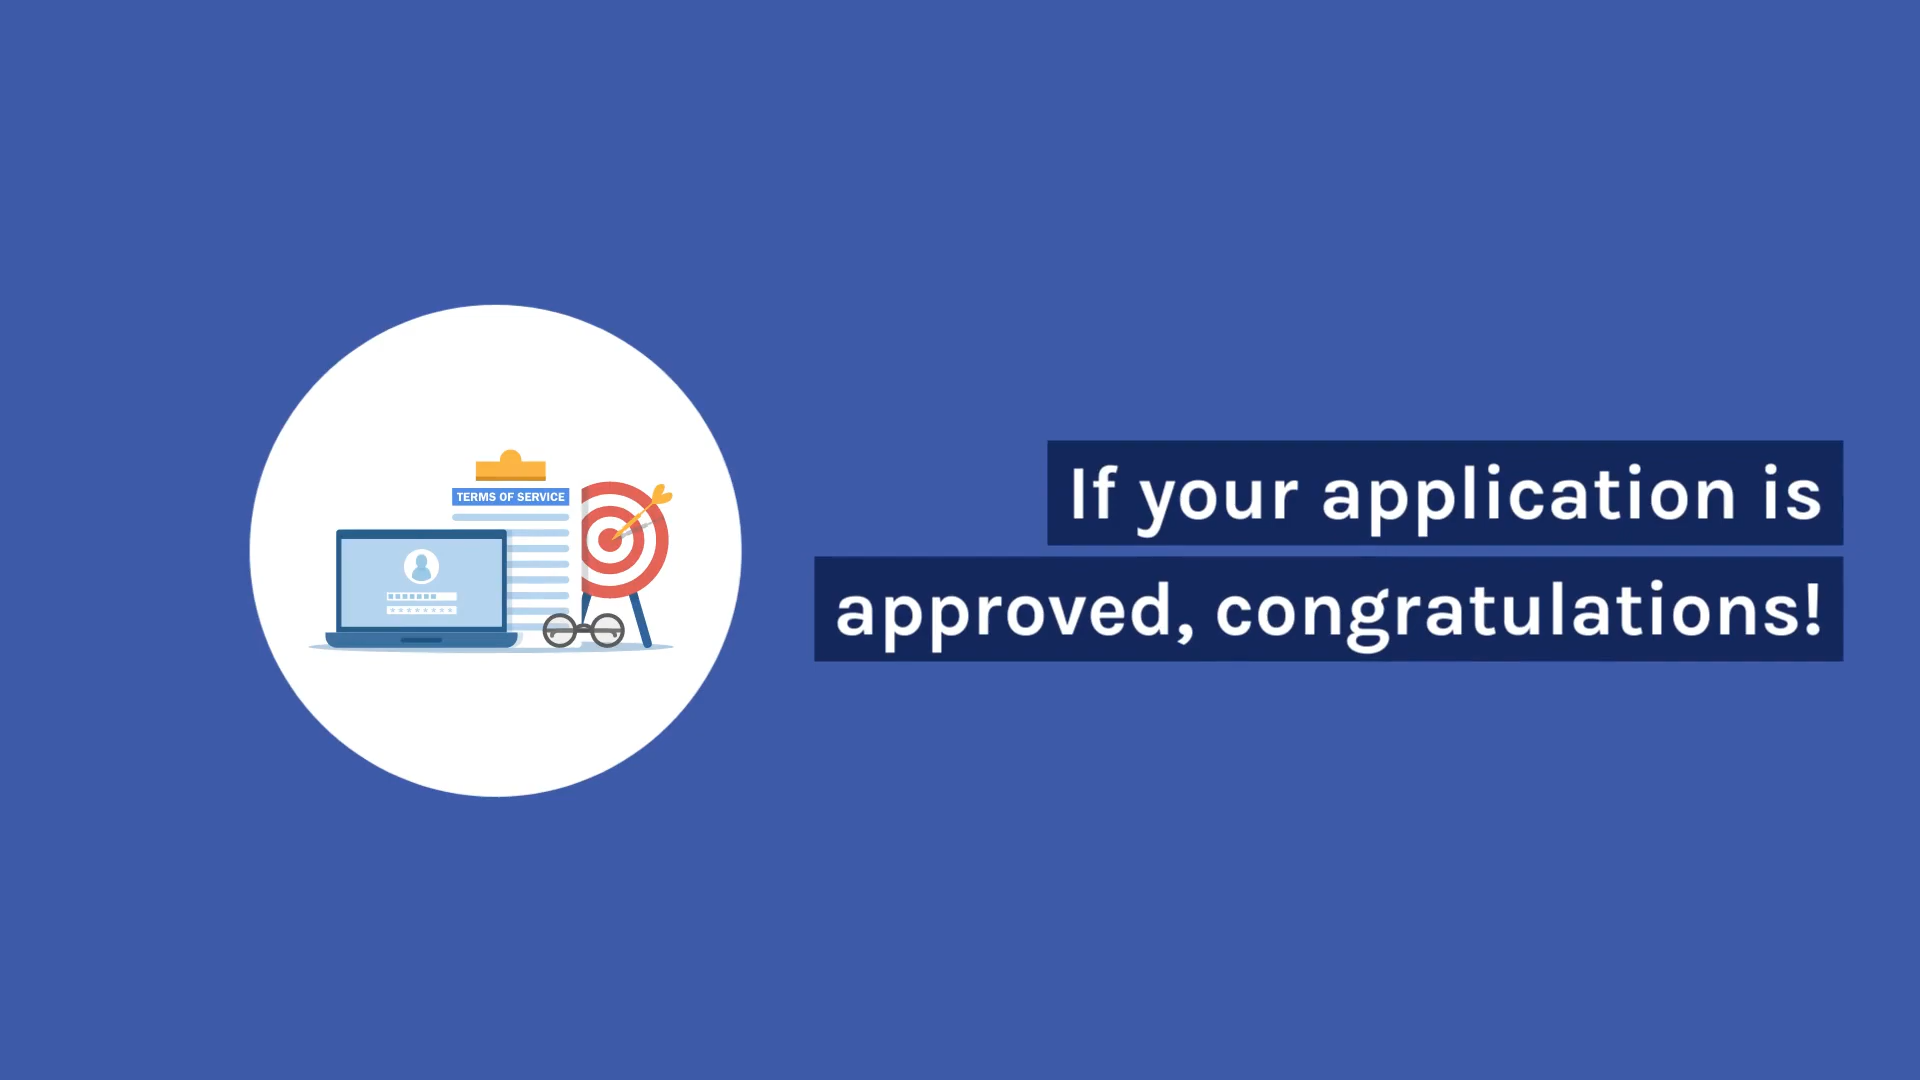 TERMS OF SERVICE
If your application is
approved, congratulations!